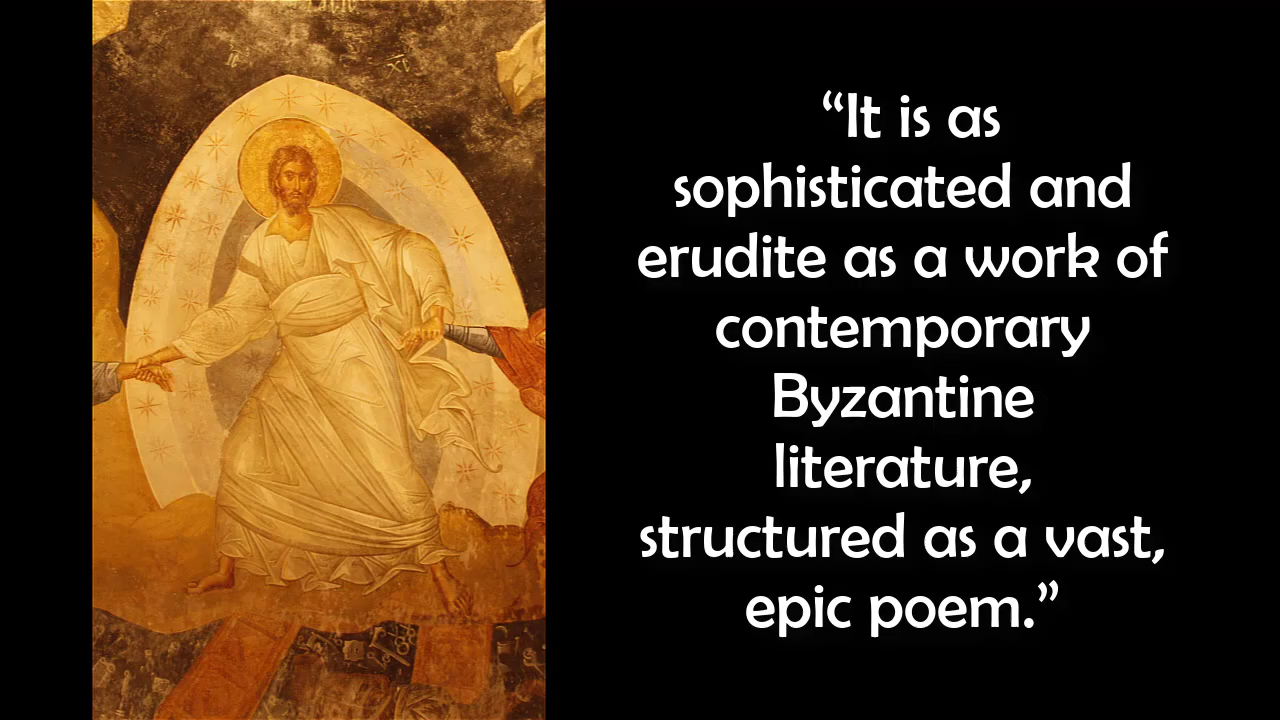 “It is as
sophisticated and
erudite as a work of
contemporary
Byzantine
literature,
structured as a vast,
epic poem.”